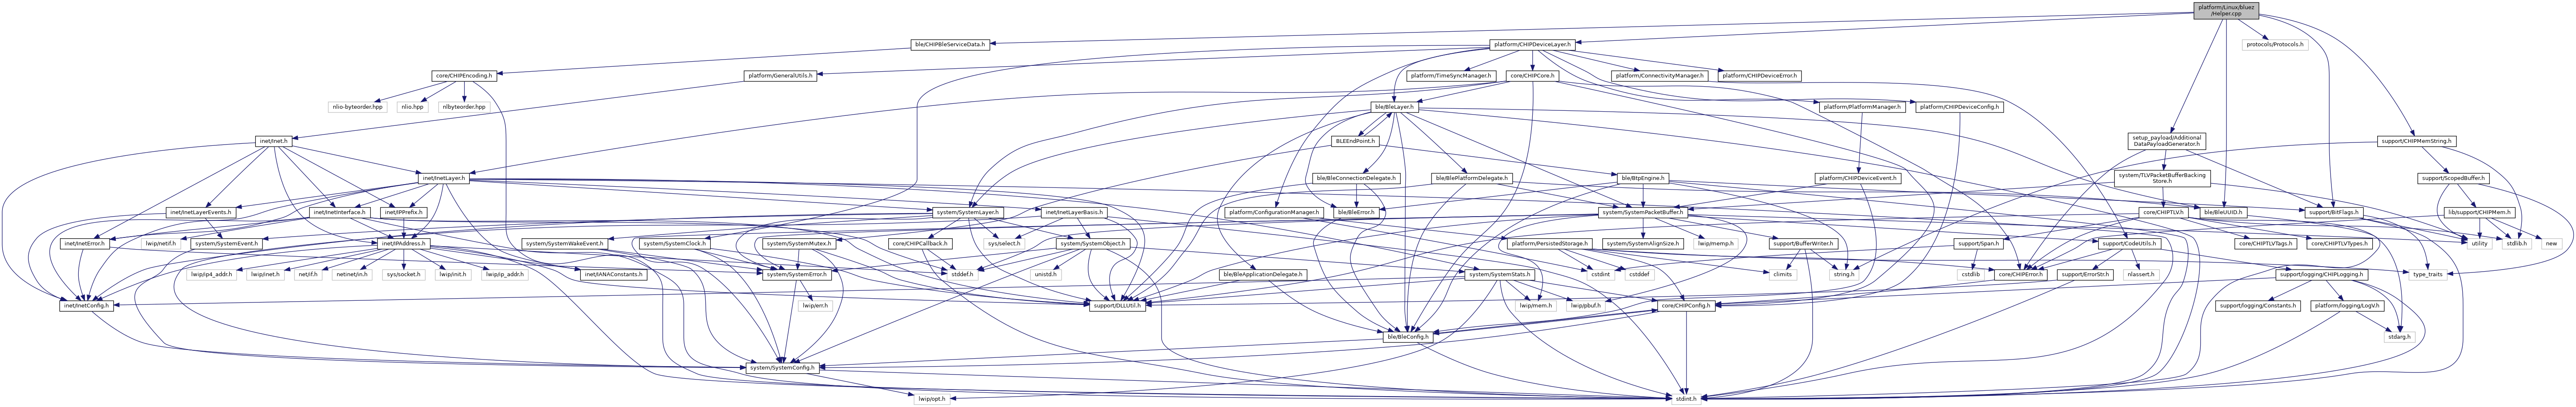 platform/Linux/bluez
/Helper.cpp
ble/CHIPBleServiceData.h
platform/CHIPDeviceLayer.h
protocols/Protocols.h
core/CHIPEncoding.h
platform/GeneralUtils.h
platform/TimeSyncManager.h
core/CHIPCore.h
platform/ConnectivityManager.h
platform/CHIPDeviceError.h
nlio-byteorder.hpp
nlio.hpp
nlbyteorder.hpp
ble/BleLayer.h
platform/PlatformManager.h
platform/CHIPDeviceConfig.h
inet/Inet.h
BLEEndPoint.h
setup_payload/Additional
DataPayloadGenerator.h
support/CHIPMemString.h
inet/InetLayer.h
ble/BleConnectionDelegate.h
ble/BlePlatformDelegate.h
ble/BtpEngine.h
platform/CHIPDeviceEvent.h
system/TLVPacketBufferBacking
Store.h
support/ScopedBuffer.h
inet/InetLayerEvents.h
inet/InetInterface.h
inet/IPPrefix.h
system/SystemLayer.h
inet/InetLayerBasis.h
platform/ConfigurationManager.h
ble/BleError.h
system/SystemPacketBuffer.h
core/CHIPTLV.h
ble/BleUUID.h
support/BitFlags.h
lib/support/CHIPMem.h
inet/InetError.h
lwip/netif.h
system/SystemEvent.h
inet/IPAddress.h
system/SystemWakeEvent.h
system/SystemClock.h
system/SystemMutex.h
core/CHIPCallback.h
sys/select.h
system/SystemObject.h
platform/PersistedStorage.h
system/SystemAlignSize.h
lwip/memp.h
support/BufferWriter.h
support/Span.h
support/CodeUtils.h
core/CHIPTLVTags.h
core/CHIPTLVTypes.h
utility
stdlib.h
new
lwip/ip4_addr.h
lwip/inet.h
net/if.h
netinet/in.h
sys/socket.h
lwip/init.h
lwip/ip_addr.h
inet/IANAConstants.h
system/SystemError.h
stddef.h
unistd.h
ble/BleApplicationDelegate.h
system/SystemStats.h
cstdint
cstddef
climits
string.h
cstdlib
core/CHIPError.h
support/ErrorStr.h
nlassert.h
support/logging/CHIPLogging.h
type_traits
inet/InetConfig.h
lwip/err.h
support/DLLUtil.h
lwip/mem.h
lwip/pbuf.h
core/CHIPConfig.h
support/logging/Constants.h
platform/logging/LogV.h
ble/BleConfig.h
stdarg.h
system/SystemConfig.h
lwip/opt.h
stdint.h